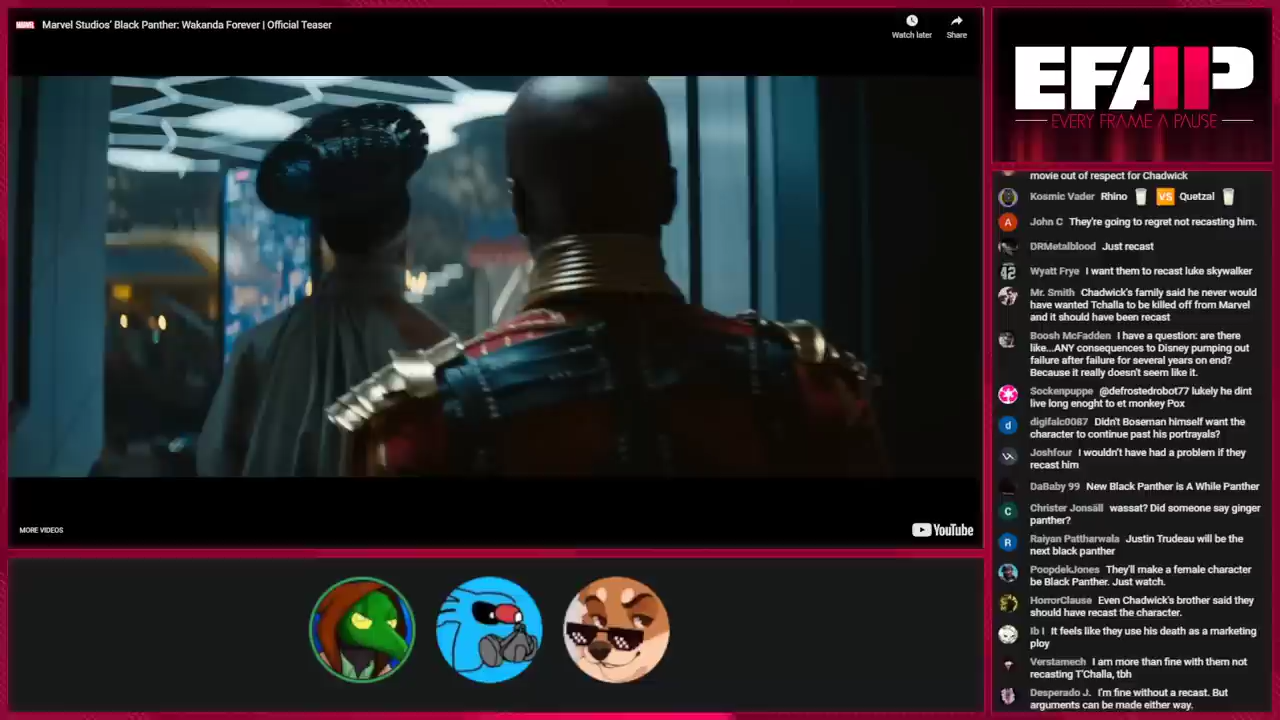 MARVEL Marvel Studios' Black Panther: Wakanda Forever | Official Teaser
Watch later
Share
MORE VIDEOS
YouTube
EFAP
EVERY FRAME A PAUSE
movie out of respect for Chadwick
Kosmic Vader Rhino 🥛 🆚 Quetzal 🥛
John C They're going to regret not recasting him.
DRMetalblood Just recast
Wyatt Frye I want them to recast luke skywalker
Mr. Smith Chadwick's family said he never would
have wanted Tchalla to be killed off from Marvel
and it should have been recast
Boosh McFadden I have a question: are there
like...ANY consequences to Disney pumping out
failure after failure for several years on end?
Because it really doesn't seem like it.
Sockenpuppe @defrostedrobot77 lukely he dint
live long enoght to et monkey Pox
digifalc0087 Didn't Boseman himself want the
character to continue past his portrayals?
Joshfour I wouldn't have had a problem if they
recast him
DaBaby 99 New Black Panther is A While Panther
Christer Jonsäll wassat? Did someone say ginger
panther?
Raiyan Pattharwala Justin Trudeau will be the
next black panther
PoopdekJones They'll make a female character
be Black Panther. Just watch.
HorrorClause Even Chadwick's brother said they
should have recast the character.
Ib I It feels like they use his death as a marketing
ploy
Verstamech I am more than fine with them not
recasting T'Challa, tbh
Desperado J. I'm fine without a recast. But
arguments can be made either way.